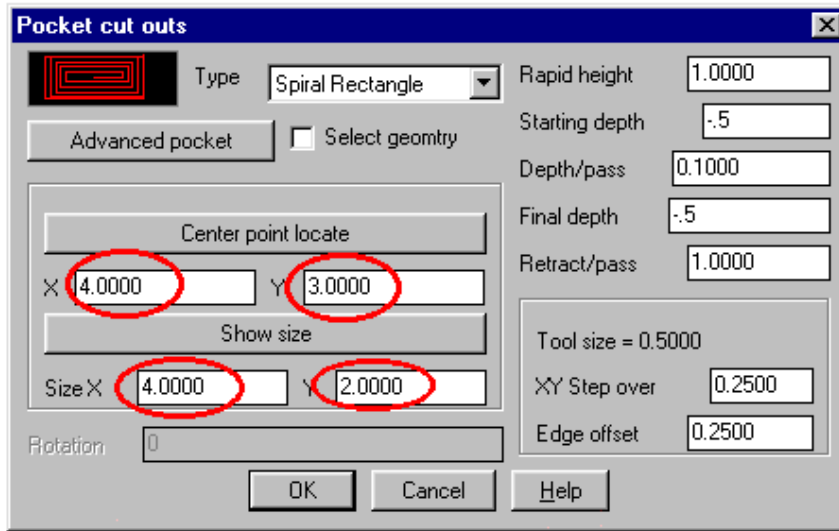 Pocket cut outs
Type Spiral Rectangle
Advanced pocket Select geomtry
Center point locate
X 4.0000 Y 3.0000
Show size
Size X 4.0000 Y 2.0000
Rotation 0
Rapid height 1.0000
Starting depth -.5
Depth/pass 0.1000
Final depth -.5
Retract/pass 1.0000
Tool size = 0.5000
XY Step over 0.2500
Edge offset 0.2500
OK Cancel Help